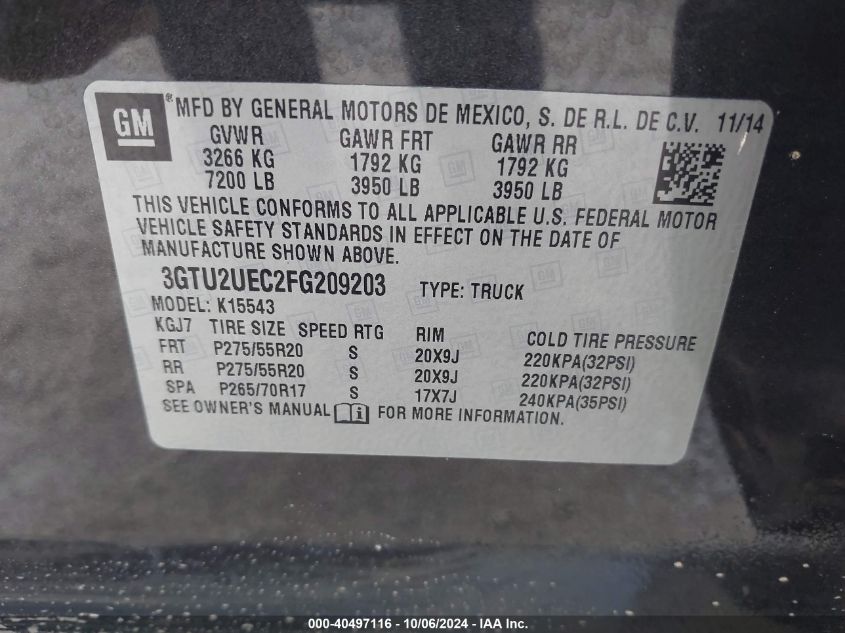 GM ® MFD BY GENERAL MOTORS DE MEXICO, S. DE R.L. DE C.V. 11/14
GVWR GAWR FRT GAWR RR
3266 KG 1792 KG 1792 KG
7200 LB 3950 LB 3950 LB
THIS VEHICLE CONFORMS TO ALL APPLICABLE U.S. FEDERAL MOTOR
VEHICLE SAFETY STANDARDS IN EFFECT ON THE DATE OF
MANUFACTURE SHOWN ABOVE.
3GTU2UEC2FG209203 TYPE: TRUCK
MODEL: K15543
KGJ7 TIRE SIZE SPEED RTG RIM COLD TIRE PRESSURE
FRT P275/55R20 S 20X9J 220KPA(32PSI)
RR P275/55R20 S 20X9J 220KPA(32PSI)
SPA P265/70R17 S 17X7J 240KPA(35PSI)
SEE OWNER'S MANUAL i FOR MORE INFORMATION.
000-40497116 - 10/06/2024 - IAA Inc.